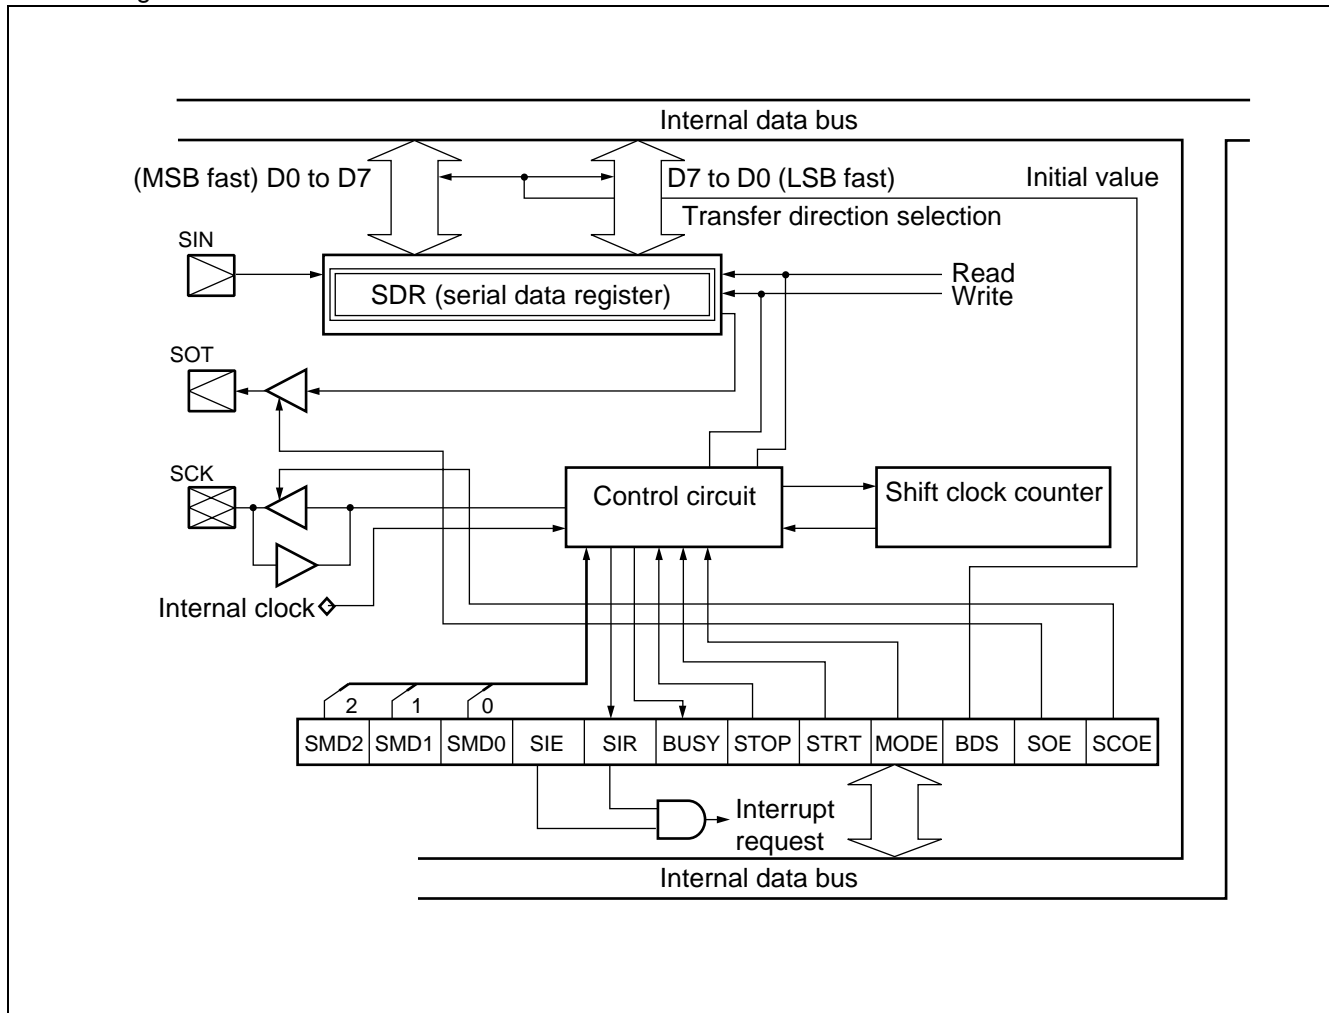 Internal data bus
(MSB fast) D0 to D7
D7 to D0 (LSB fast)
Initial value
Transfer direction selection
SIN
SDR (serial data register)
Read
Write
SOT
SCK
Control circuit
Shift clock counter
Internal clock
2 1 0
SMD2 SMD1 SMD0 SIE SIR BUSY STOP STRT MODE BDS SOE SCOE
Interrupt
request
Internal data bus